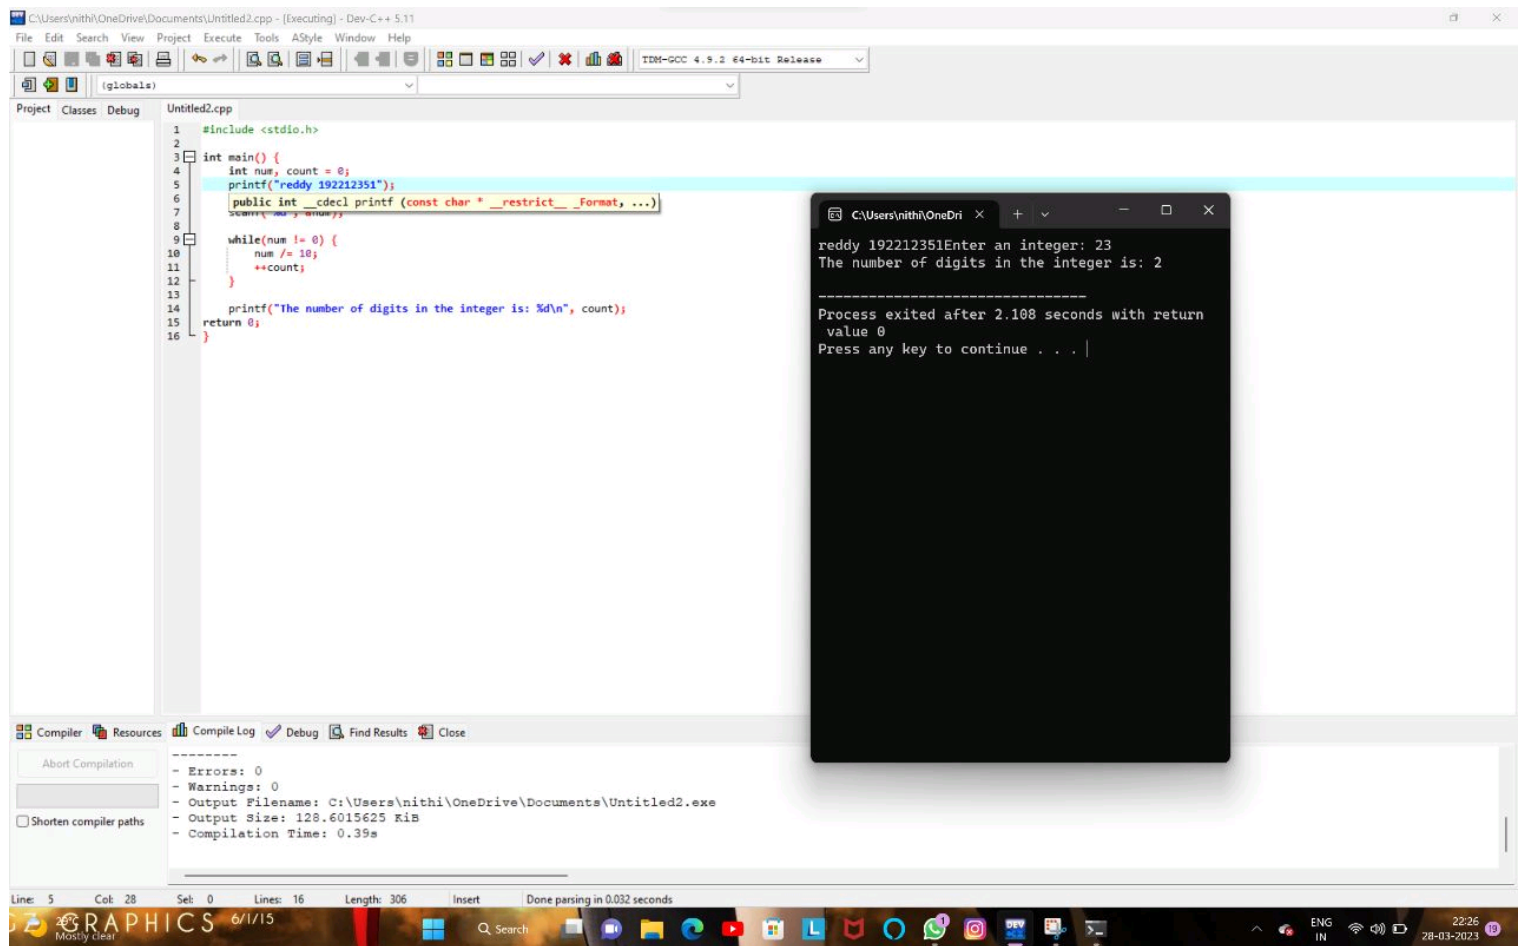 C:\Users\nithi\OneDrive\Documents\Untitled2.cpp - [Executing] - Dev-C++ 5.11
File Edit Search View Project Execute Tools AStyle Window Help
TDM-GCC 4.9.2 64-bit Release
(globals)
Project Classes Debug Untitled2.cpp
1 #include <stdio.h>
2
3 int main() {
4 int num, count = 0;
5 printf("reddy 192212351");
6 public int __cdecl printf (const char * __restrict__ _Format, ...)
7
8
9 while(num != 0) {
10 num /= 10;
11 ++count;
12 }
13
14 printf("The number of digits in the integer is: %d\n", count);
15 return 0;
16 }
C:\Users\nithi\OneDri
reddy 192212351Enter an integer: 23
The number of digits in the integer is: 2
--------------------------------
Process exited after 2.108 seconds with return
value 0
Press any key to continue . . .
Compiler Resources Compile Log Debug Find Results Close
Abort Compilation
Shorten compiler paths
--------
- Errors: 0
- Warnings: 0
- Output Filename: C:\Users\nithi\OneDrive\Documents\Untitled2.exe
- Output Size: 128.6015625 KiB
- Compilation Time: 0.39s
Line: 5 Col: 28 Sel: 0 Lines: 16 Length: 306 Insert Done parsing in 0.032 seconds
GRAPHICS 6/1/15
Mostly clear
Search
DEV
1
ENG
IN
22:26
28-03-2023
19